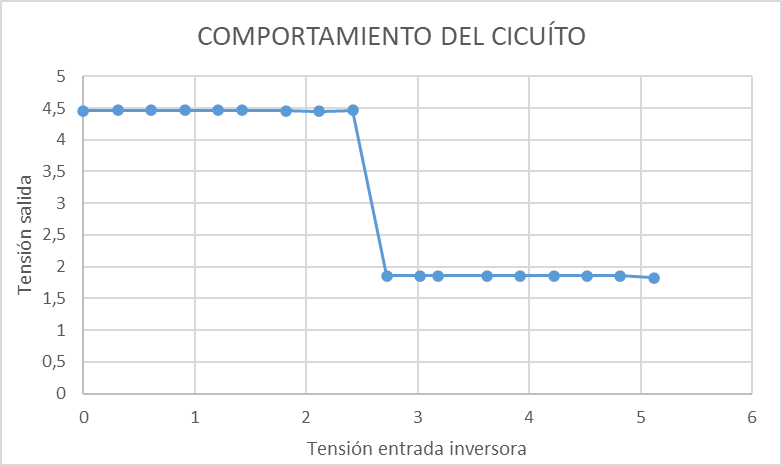 COMPORTAMIENTO DEL CICUÍTO
5
4,5
4
3,5
3
2,5
2
1,5
1
0,5
0
Tensión salida
0 1 2 3 4 5 6
Tensión entrada inversora